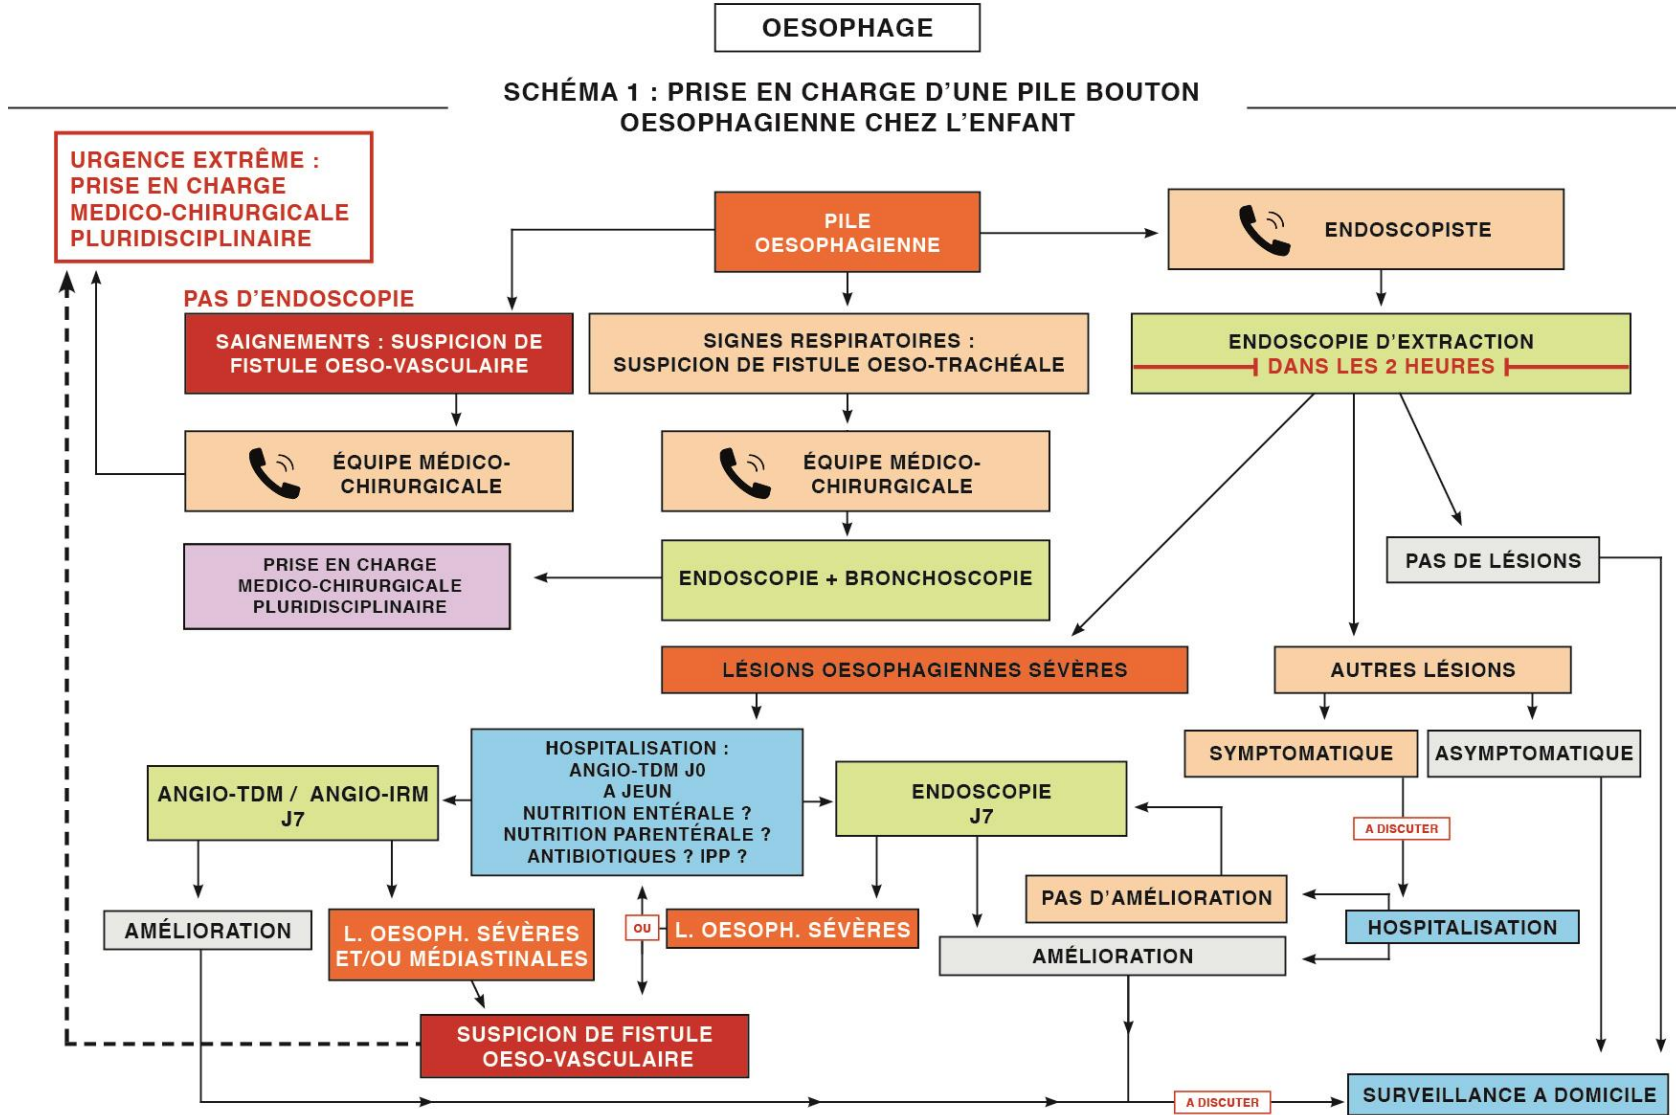 OESOPHAGE
SCHÉMA 1 : PRISE EN CHARGE D'UNE PILE BOUTON
OESOPHAGIENNE CHEZ L'ENFANT
URGENCE EXTRÊME :
PRISE EN CHARGE
MEDICO-CHIRURGICALE
PLURIDISCIPLINAIRE
PILE
OESOPHAGIENNE
ENDOSCOPISTE
PAS D'ENDOSCOPIE
SAIGNEMENTS : SUSPICION DE
FISTULE OESO-VASCULAIRE
SIGNES RESPIRATOIRES :
SUSPICION DE FISTULE OESO-TRACHÉALE
ENDOSCOPIE D'EXTRACTION
DANS LES 2 HEURES
ÉQUIPE MÉDICO-
CHIRURGICALE
ÉQUIPE MÉDICO-
CHIRURGICALE
PRISE EN CHARGE
MEDICO-CHIRURGICALE
PLURIDISCIPLINAIRE
ENDOSCOPIE + BRONCHOSCOPIE
PAS DE LÉSIONS
LÉSIONS OESOPHAGIENNES SÉVÈRES
AUTRES LÉSIONS
SYMPTOMATIQUE
ASYMPTOMATIQUE
HOSPITALISATION :
ANGIO-TDM J0
A JEUN
NUTRITION ENTÉRALE ?
NUTRITION PARENTÉRALE ?
ANTIBIOTIQUES ? IPP ?
ANGIO-TDM / ANGIO-IRM
J7
ENDOSCOPIE
J7
A DISCUTER
PAS D'AMÉLIORATION
HOSPITALISATION
AMÉLIORATION
L. OESOPH. SÉVÈRES
ET/OU MÉDIASTINALES
OU
L. OESOPH. SÉVÈRES
AMÉLIORATION
SUSPICION DE FISTULE
OESO-VASCULAIRE
A DISCUTER
SURVEILLANCE A DOMICILE